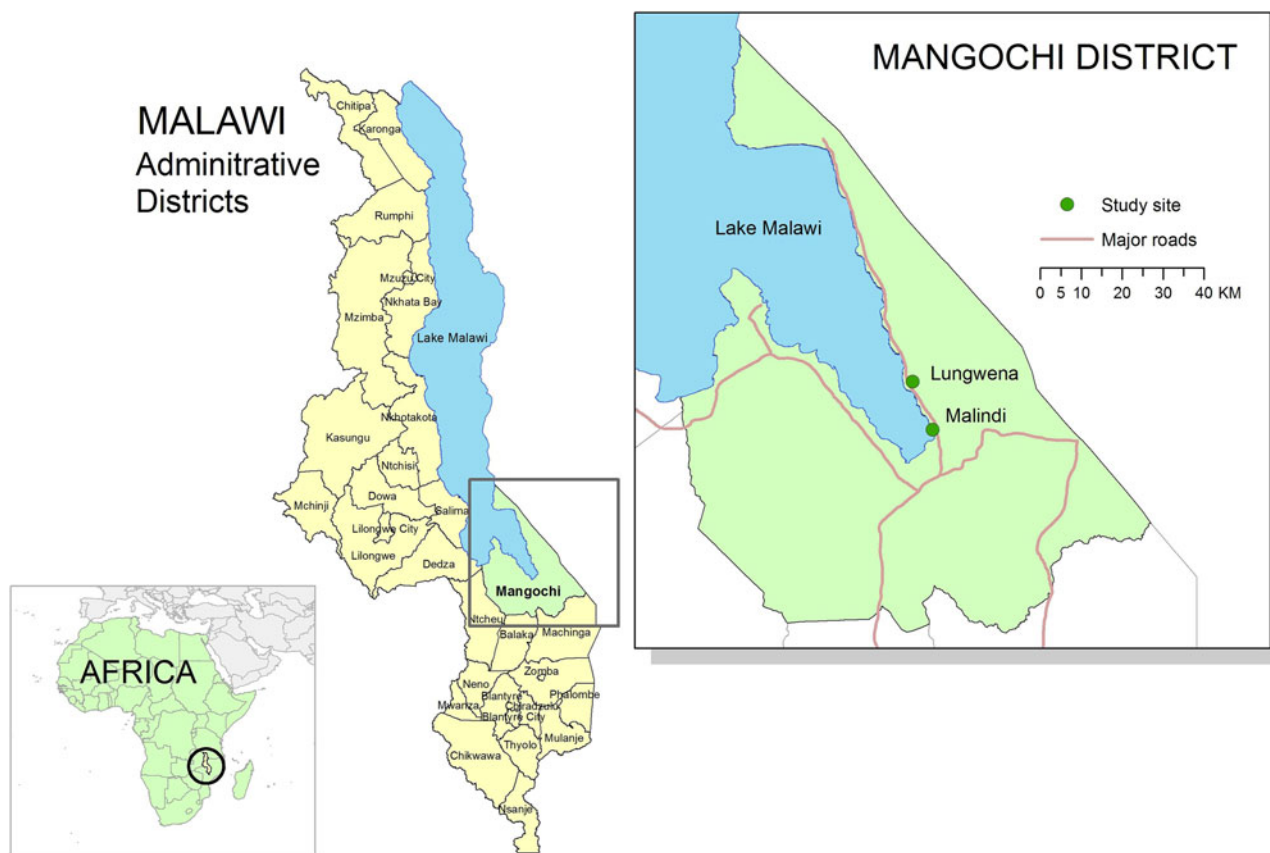 MALAWI
Adminitrative
Districts
Chitipa
Karonga
Rumphi
Mzuzu City
Nkhata Bay
Mzimba
Lake Malawi
Nkhotakota
Kasungu
Ntchisi
Dowa
Mchinji
Salima
Lilongwe City
Lilongwe
Dedza
Mangochi
Ntcheu
Balaka
Machinga
Zomba
Neno
Blantyre
Phalombe
Mwanza
Chiradzulu
Blantyre City
Mulanje
Thyolo
Chikwawa
Nsanje
AFRICA
MANGOCHI DISTRICT
Lake Malawi
Study site
Major roads
0 5 10 20 30 40 KM
Lungwena
Malindi